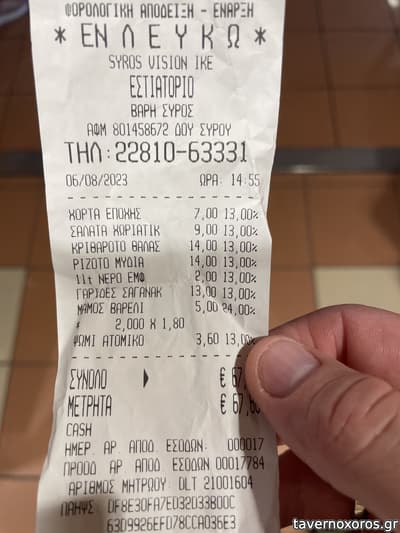 ΦΟΡΟΛΟΓΙΚΗ ΑΠΟΔΕΙΞΗ - ΕΝΑΡΞΗ
* ΕΝ ΛΕΥΚΩ *
SYROS VISION IKE
ΕΣΤΙΑΤΟΡΙΟ
ΒΑΡΗ ΣΥΡΟΣ
ΑΦΜ 801458672 ΔΟΥ ΣΥΡΟΥ
ΤΗΛ:22810-63331
06/08/2023 ΩΡΑ: 14:55
ΧΟΡΤΑ ΕΠΟΧΗΣ 7,00 13,00%
ΣΑΛΑΤΑ ΧΩΡΙΑΤΙΚ 9,00 13,00%
ΚΡΙΘΑΡΟΤΟ ΘΑΛΑΣ 14,00 13,00%
ΡΙΖΟΤΟ ΜΥΔΙΑ 14,00 13,00%
1lt ΝΕΡΟ ΕΜΦ 2,00 13,00%
ΓΑΡΙΔΕΣ ΣΑΓΑΝΑΚ 13,00 13,00%
ΜΑΜΟΣ ΒΑΡΕΛΙ 5,00 24,00%
# 2,000 X 1,80
ΨΩΜΙ ΑΤΟΜΙΚΟ 3,60 13,00%
ΣΥΝΟΛΟ € 67,
ΜΕΤΡΗΤΑ € 67,60
CASH
ΗΜΕΡ. ΑΡ. ΑΠΟΔ. ΕΣΟΔΩΝ: 000017
ΠΡΟΟΔ ΑΡ. ΑΠΟΔ. ΕΣΟΔΩΝ 00017784
ΑΡΙΘΜΟΣ ΜΗΤΡΩΟΥ: DLT 21001604
ΠΑΗΨΣ: DF8E30FA7ED32D33B00C
63D9926EFD78CCA036E3
tavernoxoros.gr